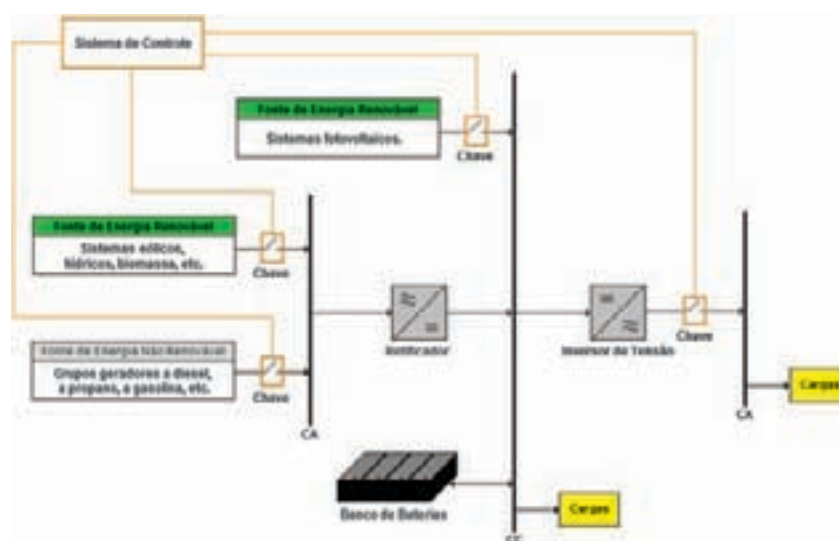 Sistema de Controle
Fonte de Energia Renovável
Sistemas fotovoltaicos.
Chave
Fonte de Energia Renovável
Sistemas eólicos,
hídricos, biomassa, etc.
Chave
Fonte de Energia Não Renovável
Grupos geradores a diesel,
a propano, a gasolina, etc.
Chave
CA
Retificador
Inversor de Tensão
Chave
Cargas
CA
Banco de Baterias
Cargas
CC